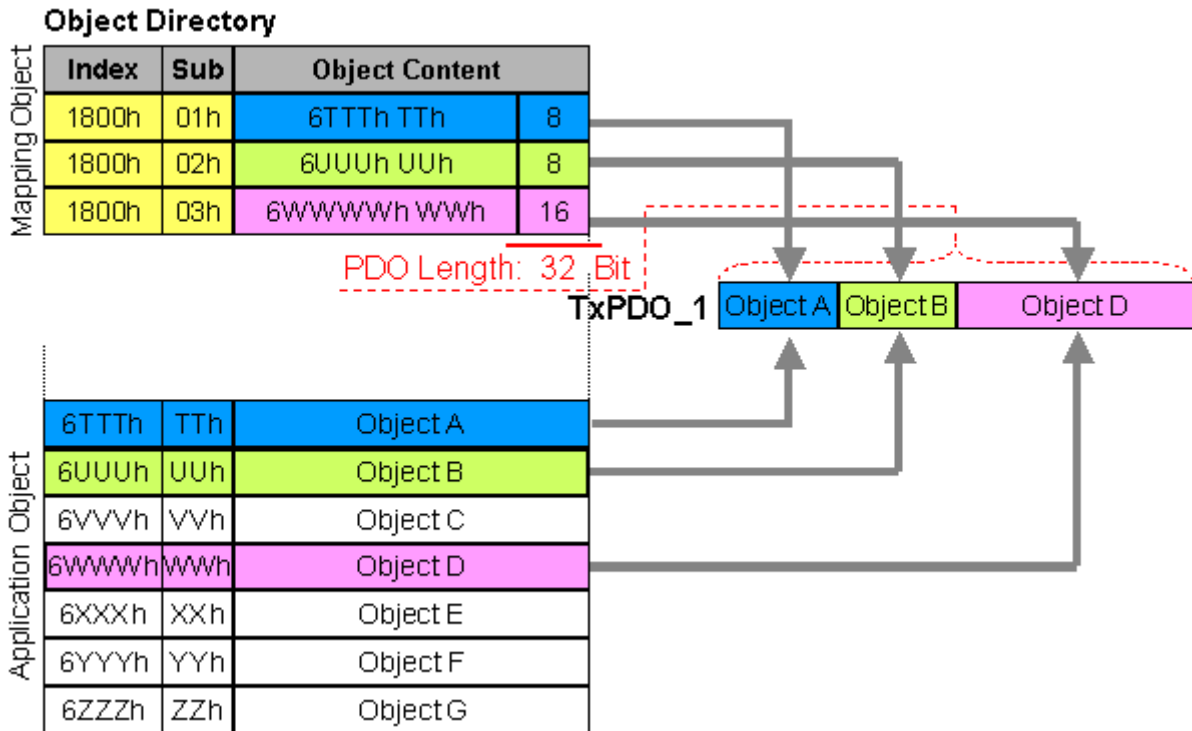 Object Directory
Mapping Object
Index Sub Object Content
1800h 01h 6TTTh TTh 8
1800h 02h 6UUUh UUh 8
1800h 03h 6WWWWh WWh 16
PDO Length: 32 Bit
TxPDO_1 Object A Object B Object D
Application Object
6TTTh TTh Object A
6UUUh UUh Object B
6VVVh VVh Object C
6WWWh WWh Object D
6XXXh XXh Object E
6YYYh YYh Object F
6ZZZh ZZh Object G